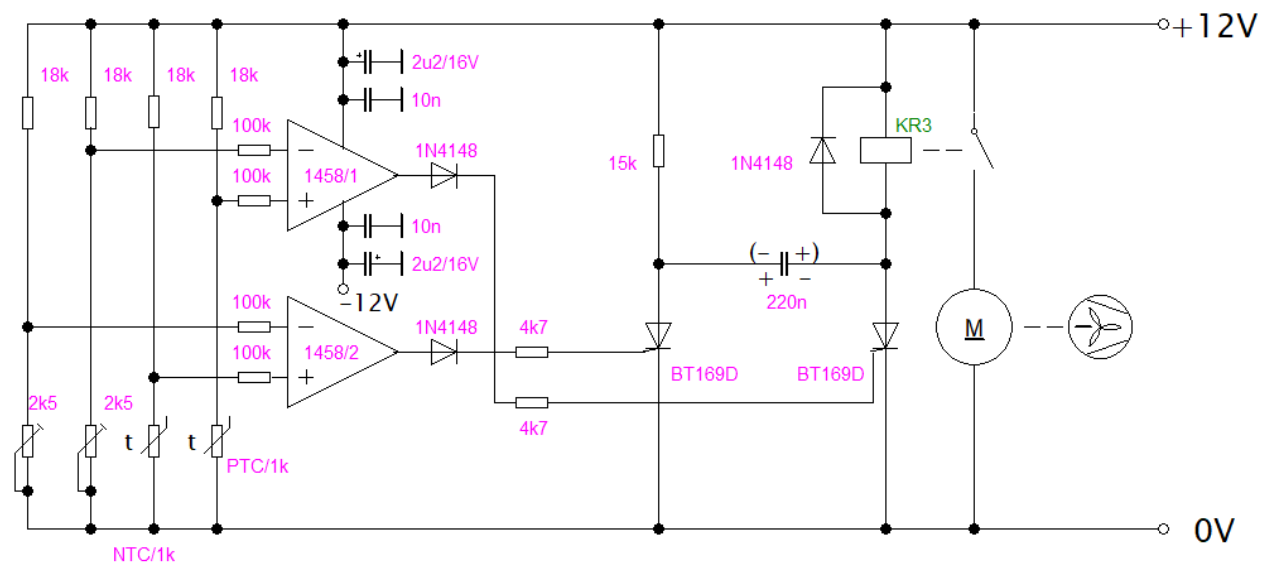 +12V
2u2/16V
18k 18k 18k 18k
10n
100k
KR3
1N4148
−
1458/1
15k
1N4148
100k
+
10n
(− +)
+
2u2/16V
+ −
220n
−12V
100k
−
1N4148
4k7
M
1458/2
100k
+
BT169D
BT169D
2k5
2k5
4k7
t
t
PTC/1k
0V
NTC/1k